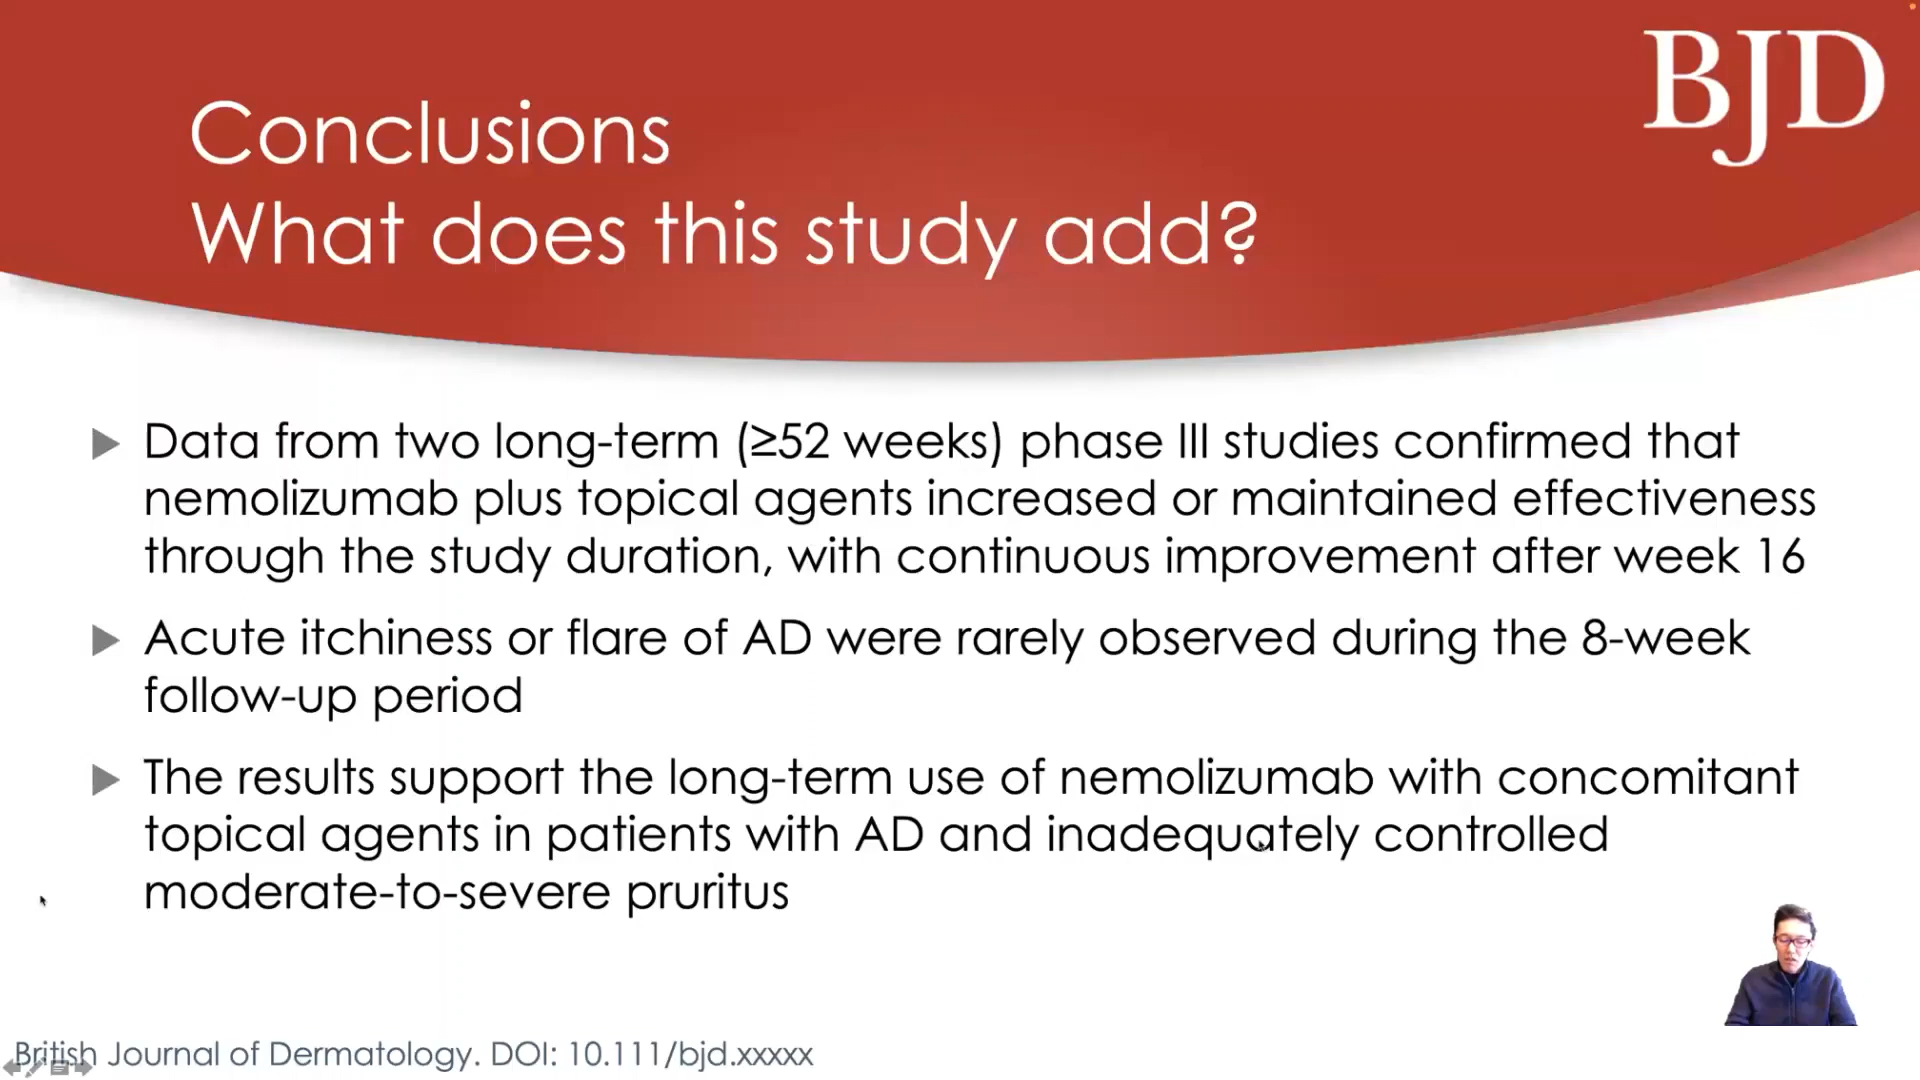 BJD
Conclusions
What does this study add?
Data from two long-term (≥52 weeks) phase III studies confirmed that
nemolizumab plus topical agents increased or maintained effectiveness
through the study duration, with continuous improvement after week 16
Acute itchiness or flare of AD were rarely observed during the 8-week
follow-up period
The results support the long-term use of nemolizumab with concomitant
topical agents in patients with AD and inadequately controlled
moderate-to-severe pruritus
British Journal of Dermatology. DOI: 10.111/bjd.xxxxx